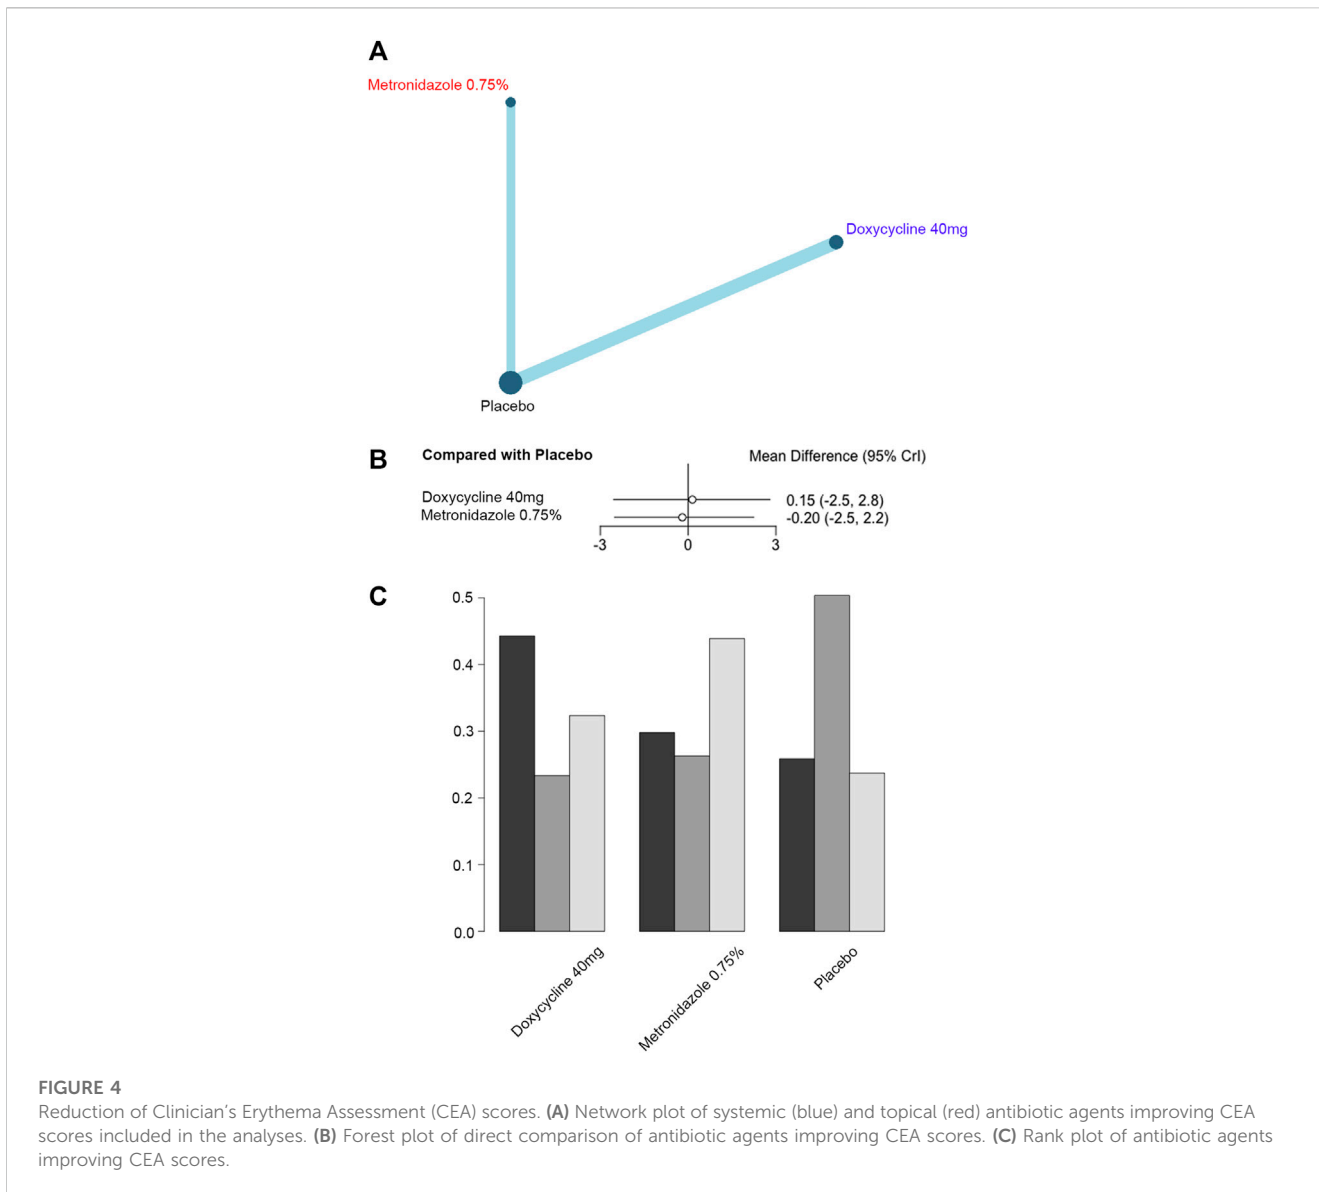 A
Metronidazole 0.75%
Doxycycline 40mg
Placebo
B
Compared with Placebo
Mean Difference (95% CrI)
Doxycycline 40mg
0.15 (-2.5, 2.8)
Metronidazole 0.75%
-0.20 (-2.5, 2.2)
-3 0 3
C
0.5
0.4
0.3
0.2
0.1
0.0
Doxycycline 40mg
Metronidazole 0.75%
Placebo
FIGURE 4
Reduction of Clinician's Erythema Assessment (CEA) scores. (A) Network plot of systemic (blue) and topical (red) antibiotic agents improving CEA
scores included in the analyses. (B) Forest plot of direct comparison of antibiotic agents improving CEA scores. (C) Rank plot of antibiotic agents
improving CEA scores.